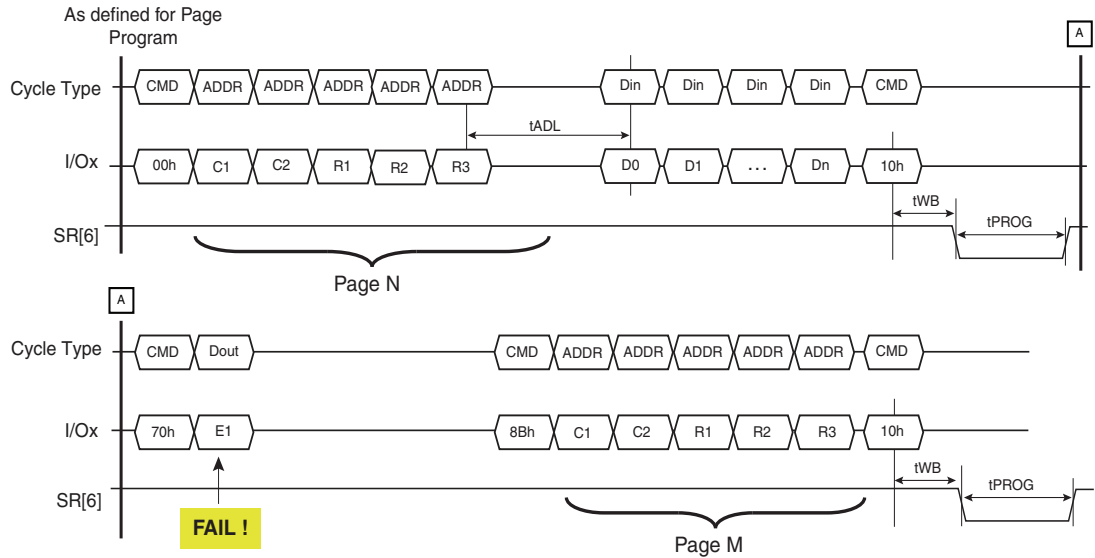 As defined for Page
Program
A
Cycle Type CMD ADDR ADDR ADDR ADDR ADDR Din Din Din Din CMD
tADL
I/Ox 00h C1 C2 R1 R2 R3 D0 D1 ... Dn 10h
tWB
tPROG
SR[6]
Page N
A
Cycle Type CMD Dout CMD ADDR ADDR ADDR ADDR ADDR CMD
I/Ox 70h E1 8Bh C1 C2 R1 R2 R3 10h
tWB
tPROG
SR[6]
FAIL !
Page M